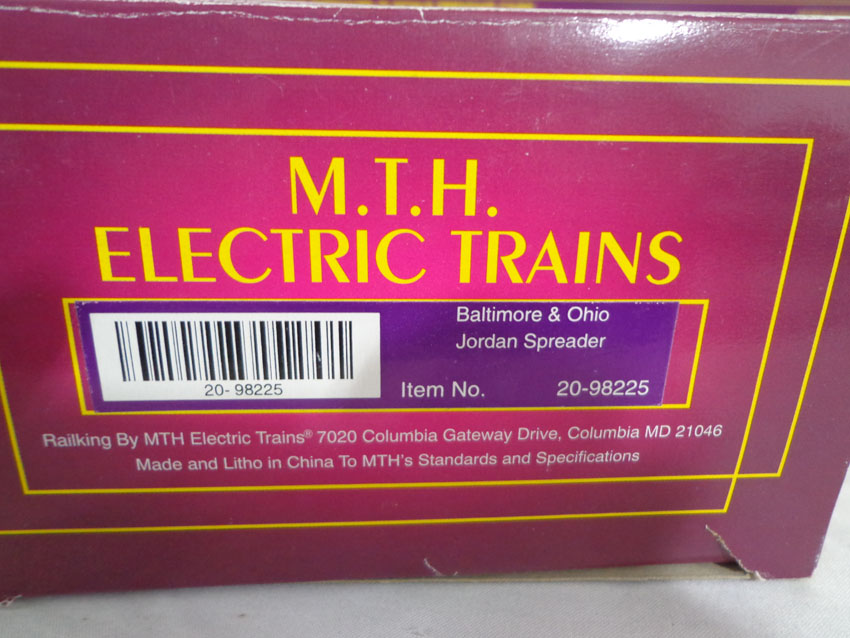 M.T.H.
ELECTRIC TRAINS
Baltimore & Ohio
Jordan Spreader
20- 98225
Item No. 20-98225
Railking By MTH Electric Trains® 7020 Columbia Gateway Drive, Columbia MD 21046
Made and Litho in China To MTH's Standards and Specifications